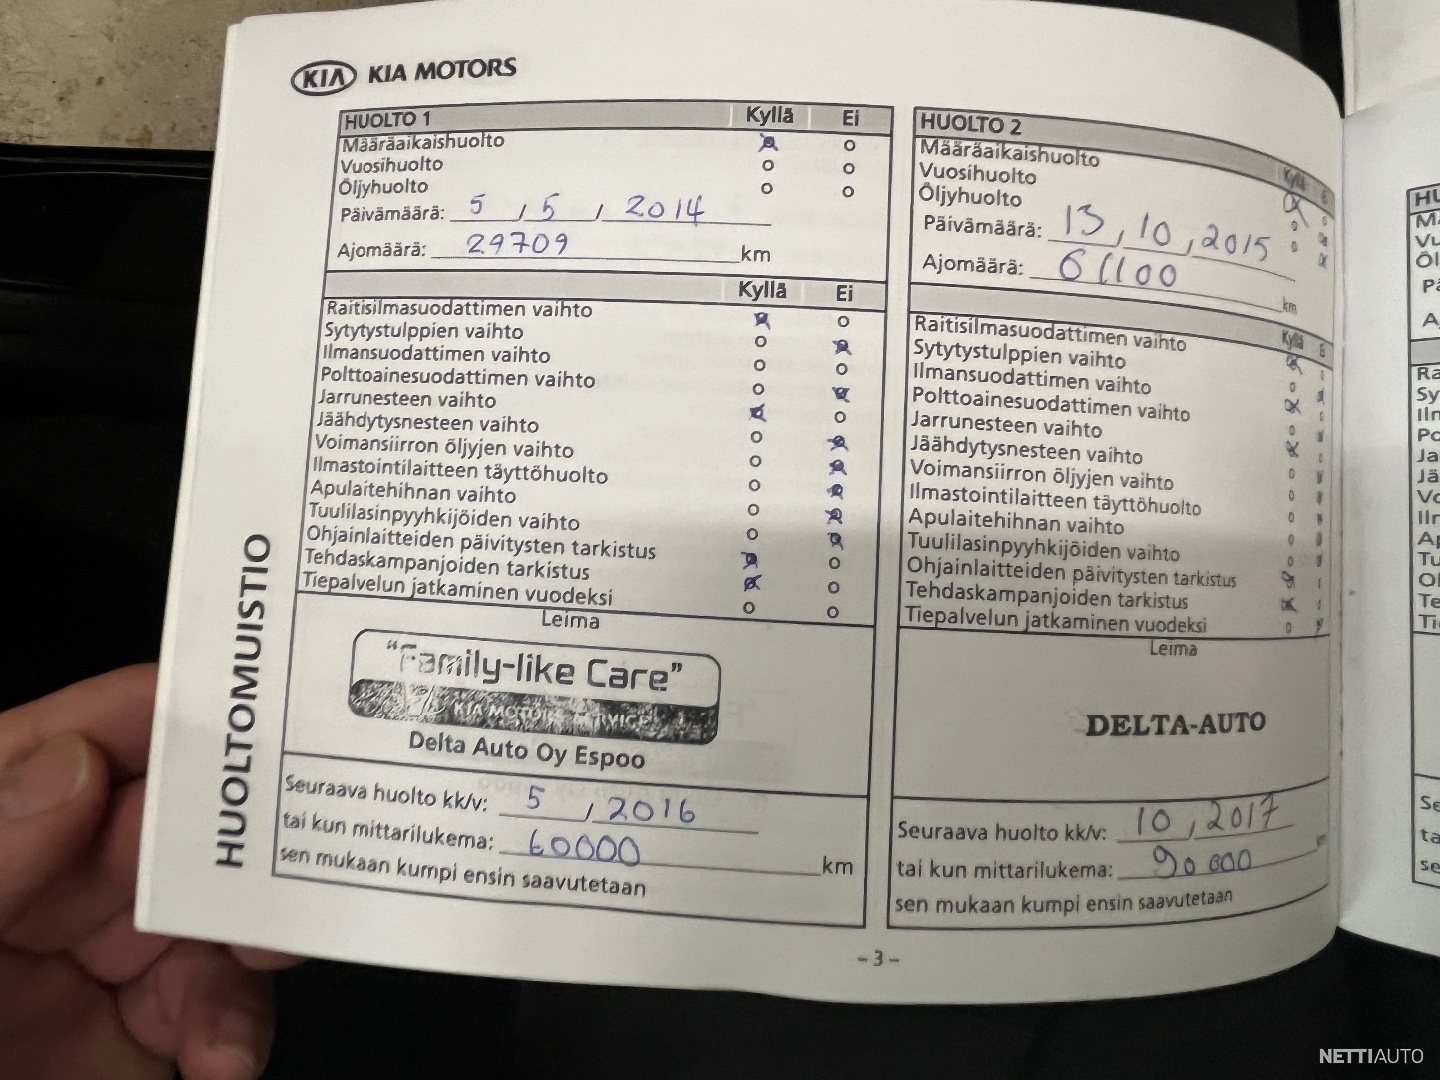 KIA KIA MOTORS
HUOLTOMUISTIO
HUOLTO 1 Kyllä Ei
Määräaikaishuolto
Vuosihuolto
Öljyhuolto
Päivämäärä: 5 / 5 / 2014
Ajomäärä: 29709 km
Kyllä Ei
Raitisilmasuodattimen vaihto
Sytytystulppien vaihto
Ilmansuodattimen vaihto
Polttoainesuodattimen vaihto
Jarrunesteen vaihto
Jäähdytysnesteen vaihto
Voimansiirron öljyjen vaihto
Ilmastointilaitteen täyttöhuolto
Apulaitehihnan vaihto
Tuulilasinpyyhkijöiden vaihto
Ohjainlaitteiden päivitysten tarkistus
Tehdaskampanjoiden tarkistus
Tiepalvelun jatkaminen vuodeksi
Leima
"Family-like Care"
KIA MOTORS SERVICE
Delta Auto Oy Espoo
Seuraava huolto kk/v: 5 / 2016
tai kun mittarilukema: 60000 km
sen mukaan kumpi ensin saavutetaan
HUOLTO 2 Kyllä E
Määräaikaishuolto
Vuosihuolto
Öljyhuolto
Päivämäärä: 13 , 10 , 2015
Ajomäärä: 61100 km
Kyllä E
Raitisilmasuodattimen vaihto
Sytytystulppien vaihto
Ilmansuodattimen vaihto
Polttoainesuodattimen vaihto
Jarrunesteen vaihto
Jäähdytysnesteen vaihto
Voimansiirron öljyjen vaihto
Ilmastointilaitteen täyttöhuolto
Apulaitehihnan vaihto
Tuulilasinpyyhkijöiden vaihto
Ohjainlaitteiden päivitysten tarkistus
Tehdaskampanjoiden tarkistus
Tiepalvelun jatkaminen vuodeksi
Leima
DELTA-AUTO
Seuraava huolto kk/v: 10 , 2017
tai kun mittarilukema: 90 000 km
sen mukaan kumpi ensin saavutetaan
- 3 -
NETTIAUTO